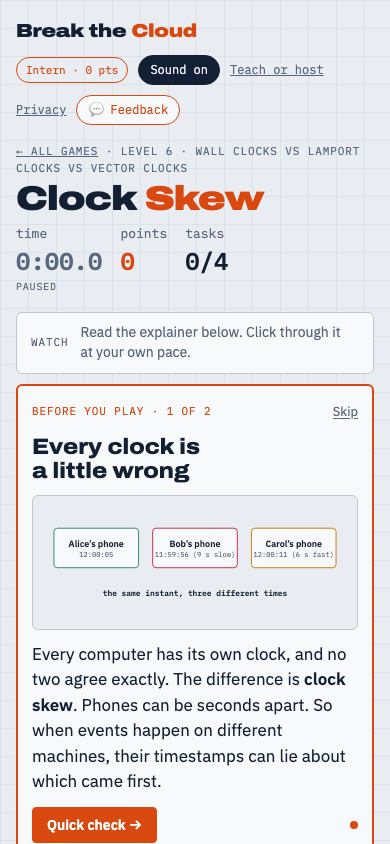 Break the Cloud
Intern · 0 pts
Sound on
Teach or host
Privacy
💬 Feedback
← ALL GAMES · LEVEL 6 · WALL CLOCKS VS LAMPORT
CLOCKS VS VECTOR CLOCKS
Clock Skew
time points tasks
0:00.0 0 0/4
PAUSED
WATCH
Read the explainer below. Click through it
at your own pace.
BEFORE YOU PLAY · 1 OF 2
Skip
Every clock is
a little wrong
Alice's phone
12:00:05
Bob's phone
11:59:56 (9 s slow)
Carol's phone
12:00:11 (6 s fast)
the same instant, three different times
Every computer has its own clock, and no
two agree exactly. The difference is clock
skew. Phones can be seconds apart. So
when events happen on different
machines, their timestamps can lie about
which came first.
Quick check →